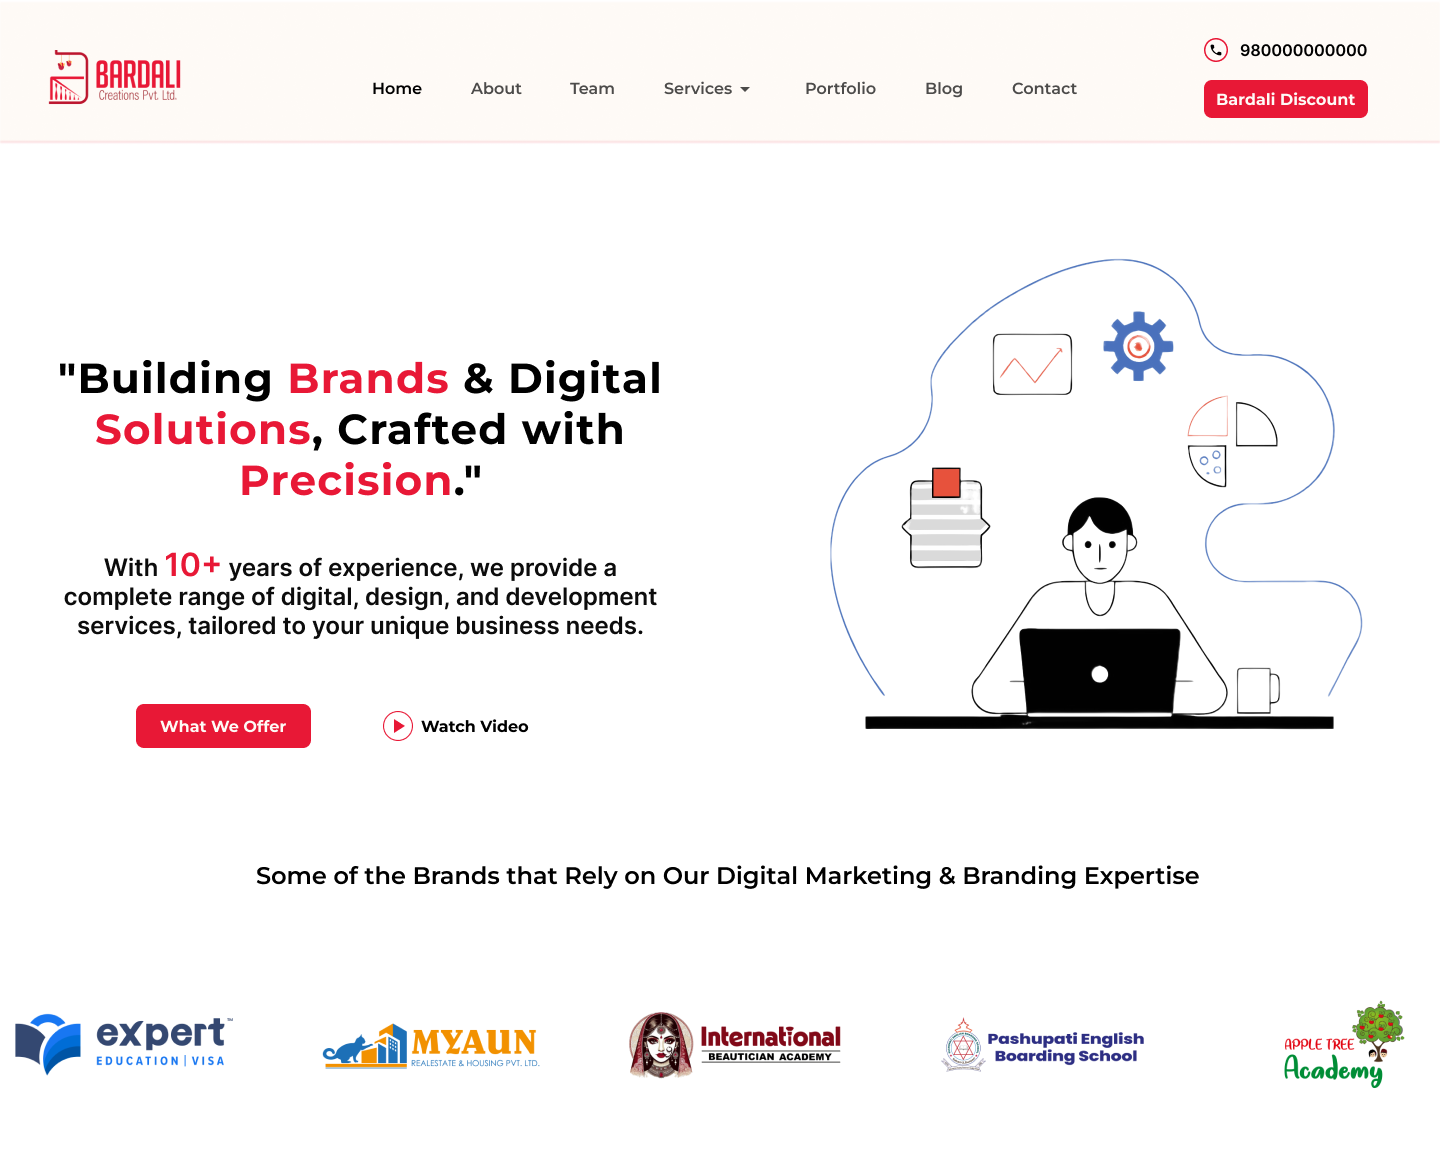 BARDALI
Creations Pvt. Ltd.
Home
About
Team
Services
Portfolio
Blog
Contact
980000000000
Bardali Discount
"Building Brands & Digital
Solutions, Crafted with
Precision."
With 10+ years of experience, we provide a
complete range of digital, design, and development
services, tailored to your unique business needs.
What We Offer
Watch Video
Some of the Brands that Rely on Our Digital Marketing & Branding Expertise
expert™
EDUCATION | VISA
MYAUN
REALESTATE & HOUSING PVT. LTD.
International
BEAUTICIAN ACADEMY
Pashupati English
Boarding School
APPLE TREE
Academy